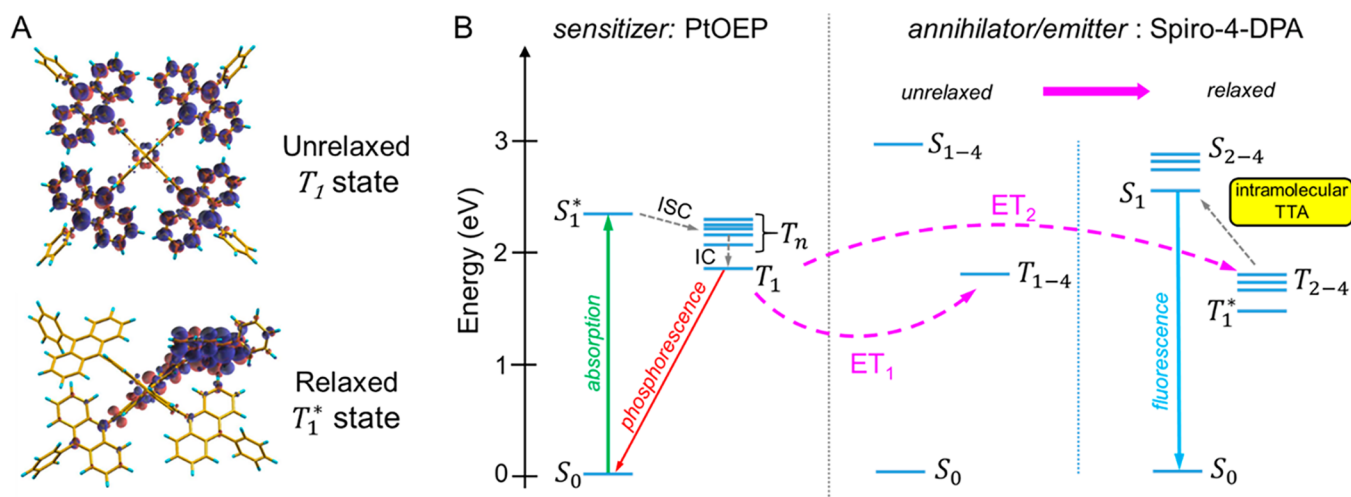 A
Unrelaxed
T₁ state
Relaxed
T₁* state
B
sensitizer: PtOEP
annihilator/emitter : Spiro-4-DPA
Energy (eV)
3
2
1
0
S₁*
ISC
IC
Tₙ
T₁
absorption
phosphorescence
S₀
unrelaxed
relaxed
S₁₋₄
ET₂
T₁₋₄
ET₁
S₀
S₂₋₄
S₁
intramolecular
TTA
T₂₋₄
T₁*
fluorescence
S₀